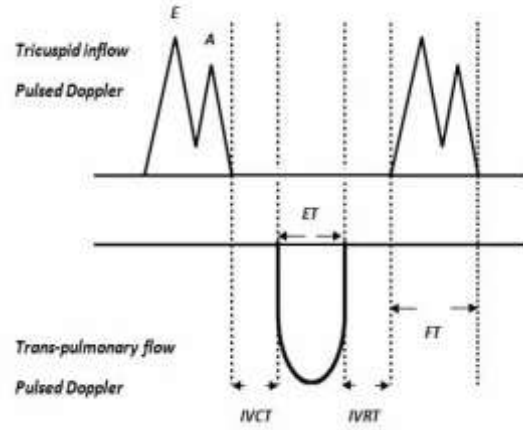 E
A
Tricuspid inflow
Pulsed Doppler
ET
FT
Trans-pulmonary flow
Pulsed Doppler
IVCT
IVRT